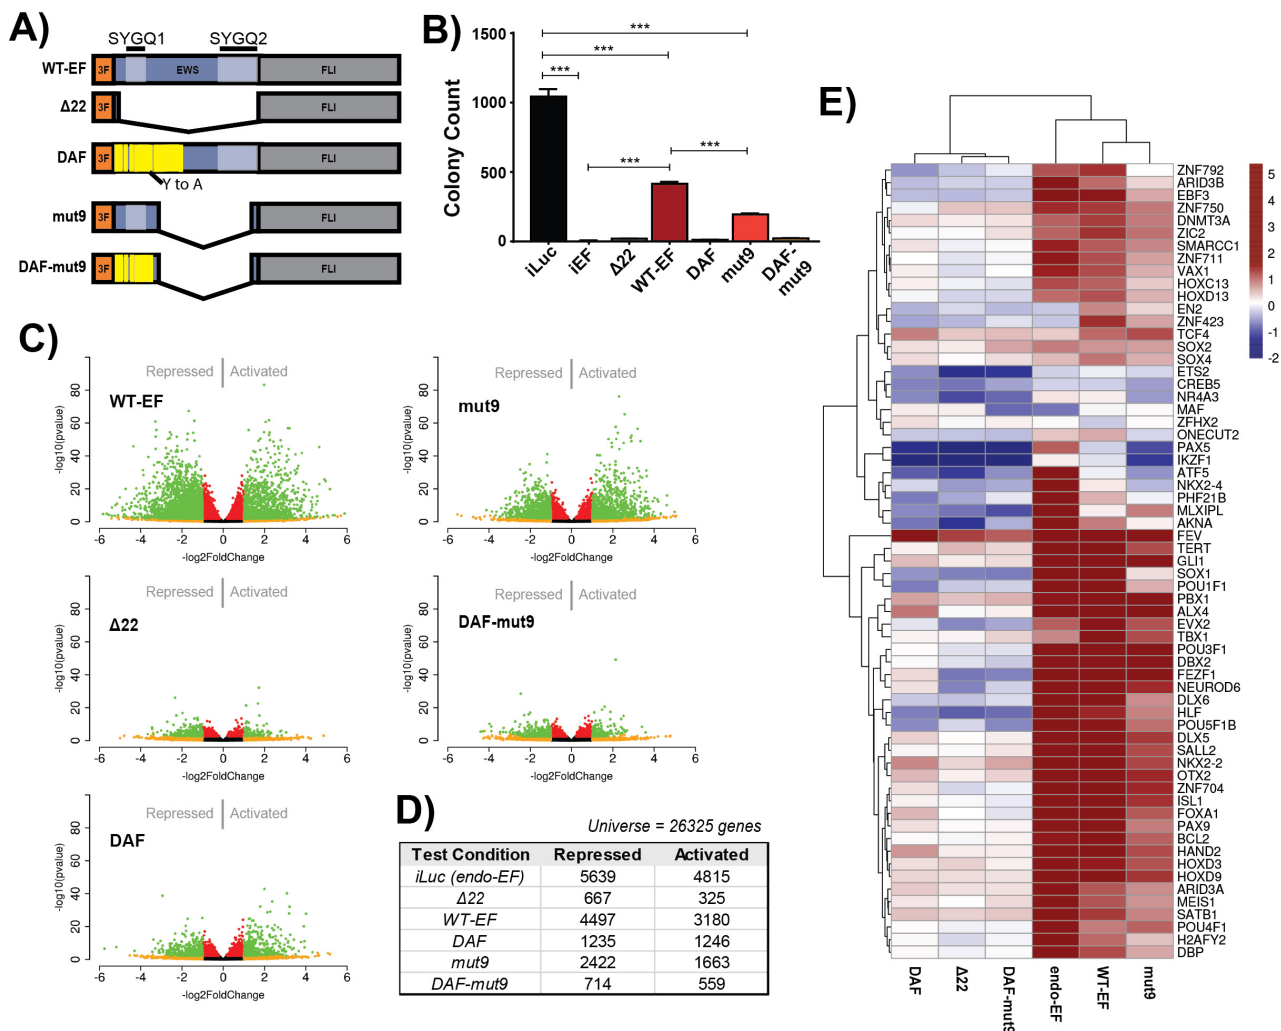 A)
SYGQ1 SYGQ2
WT-EF 3F EWS FLI
Δ22 3F FLI
DAF 3F FLI
Y to A
mut9 3F FLI
DAF-mut9 3F FLI
B)
Colony Count
1500
1000
500
0
***
***
***
***
***
iLuc
iEF
Δ22
WT-EF
DAF
mut9
DAF-
mut9
C)
Repressed | Activated
WT-EF
-log10(pvalue)
80
60
40
20
0
-6 -4 -2 0 2 4 6
-log2FoldChange
Repressed | Activated
mut9
-log10(pvalue)
80
60
40
20
0
-6 -4 -2 0 2 4 6
-log2FoldChange
Repressed | Activated
Δ22
-log10(pvalue)
80
60
40
20
0
-6 -4 -2 0 2 4 6
-log2FoldChange
Repressed | Activated
DAF-mut9
-log10(pvalue)
80
60
40
20
0
-6 -4 -2 0 2 4 6
-log2FoldChange
Repressed | Activated
DAF
-log10(pvalue)
80
60
40
20
0
-6 -4 -2 0 2 4 6
-log2FoldChange
D)
Universe = 26325 genes
Test Condition Repressed Activated
iLuc (endo-EF) 5639 4815
Δ22 667 325
WT-EF 4497 3180
DAF 1235 1246
mut9 2422 1663
DAF-mut9 714 559
E)
ZNF792
ARID3B
EBF3
ZNF750
DNMT3A
ZIC2
SMARCC1
ZNF711
VAX1
HOXC13
HOXD13
EN2
ZNF423
TCF4
SOX2
SOX4
ETS2
CREB5
NR4A3
MAF
ZFHX2
ONECUT2
PAX5
IKZF1
ATF5
NKX2-4
PHF21B
MLXIPL
AKNA
FEV
TERT
GLI1
SOX1
POU1F1
PBX1
ALX4
EVX2
TBX1
POU3F1
DBX2
FEZF1
NEUROD6
DLX6
HLF
POU5F1B
DLX5
SALL2
NKX2-2
OTX2
ZNF704
ISL1
FOXA1
PAX9
BCL2
HAND2
HOXD3
HOXD9
ARID3A
MEIS1
SATB1
POU4F1
H2AFY2
DBP
5
4
3
2
1
0
-1
-2
DAF
Δ22
DAF-mut9
endo-EF
WT-EF
mut9